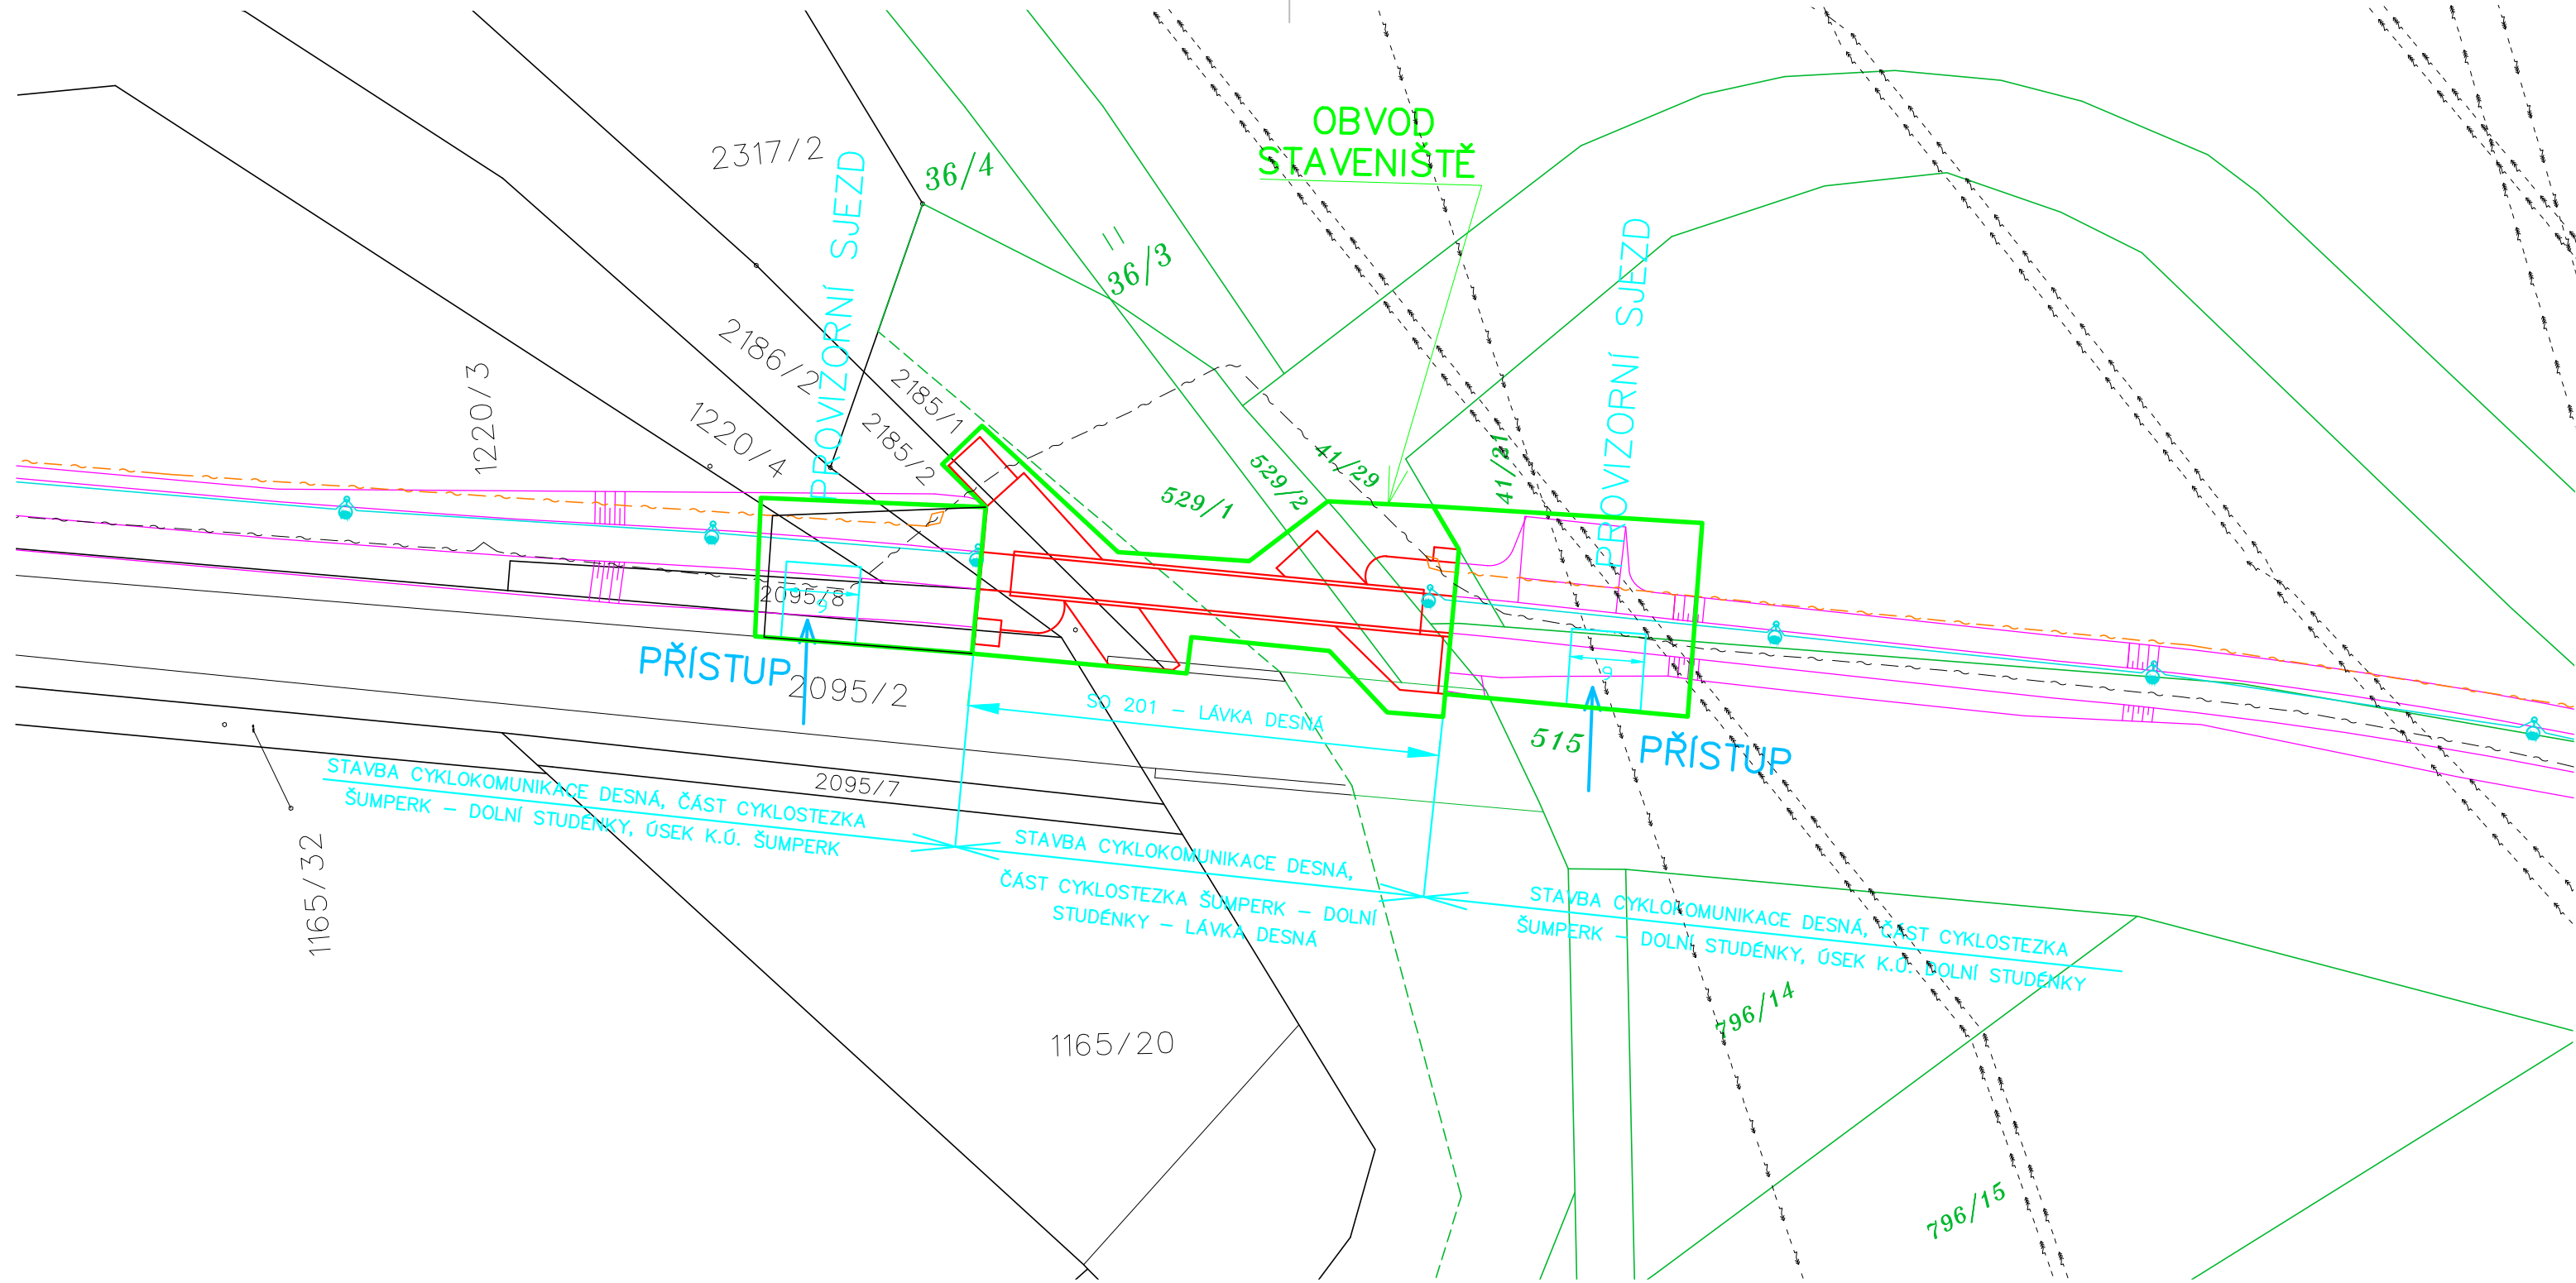 OBVOD
STAVENIŠTĚ
2317/2
36/4
36/3
PROVIZORNÍ SJEZD
PROVIZORNÍ SJEZD
2186/2
2185/1
1220/3
1220/4
2185/2
529/1
529/2
41/29
41/21
2095/8
6
6
PŘÍSTUP
2095/2
SO 201 – LÁVKA DESNÁ
515
PŘÍSTUP
2095/7
STAVBA CYKLOKOMUNIKACE DESNÁ, ČÁST CYKLOSTEZKA
ŠUMPERK – DOLNÍ STUDÉNKY, ÚSEK K.Ú. ŠUMPERK
STAVBA CYKLOKOMUNIKACE DESNÁ,
ČÁST CYKLOSTEZKA ŠUMPERK – DOLNÍ
STUDÉNKY – LÁVKA DESNÁ
STAVBA CYKLOKOMUNIKACE DESNÁ, ČÁST CYKLOSTEZKA
ŠUMPERK – DOLNÍ STUDÉNKY, ÚSEK K.Ú. DOLNÍ STUDÉNKY
1165/32
1165/20
796/14
796/15